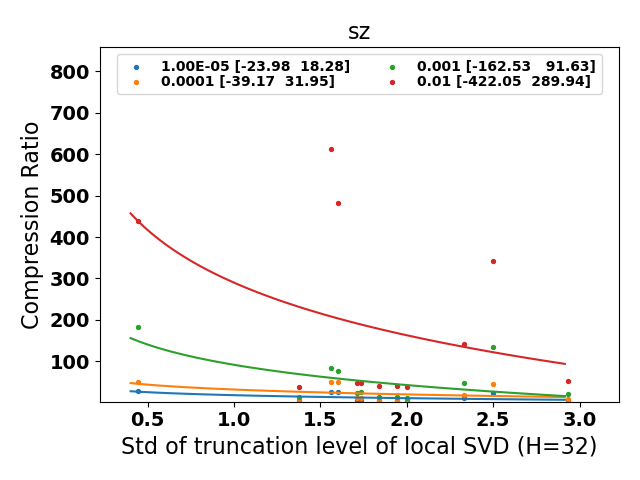 sz
1.00E-05 [-23.98  18.28]
0.0001 [-39.17  31.95]
0.001 [-162.53   91.63]
0.01 [-422.05  289.94]
Compression Ratio
800
700
600
500
400
300
200
100
0.5 1.0 1.5 2.0 2.5 3.0
Std of truncation level of local SVD (H=32)